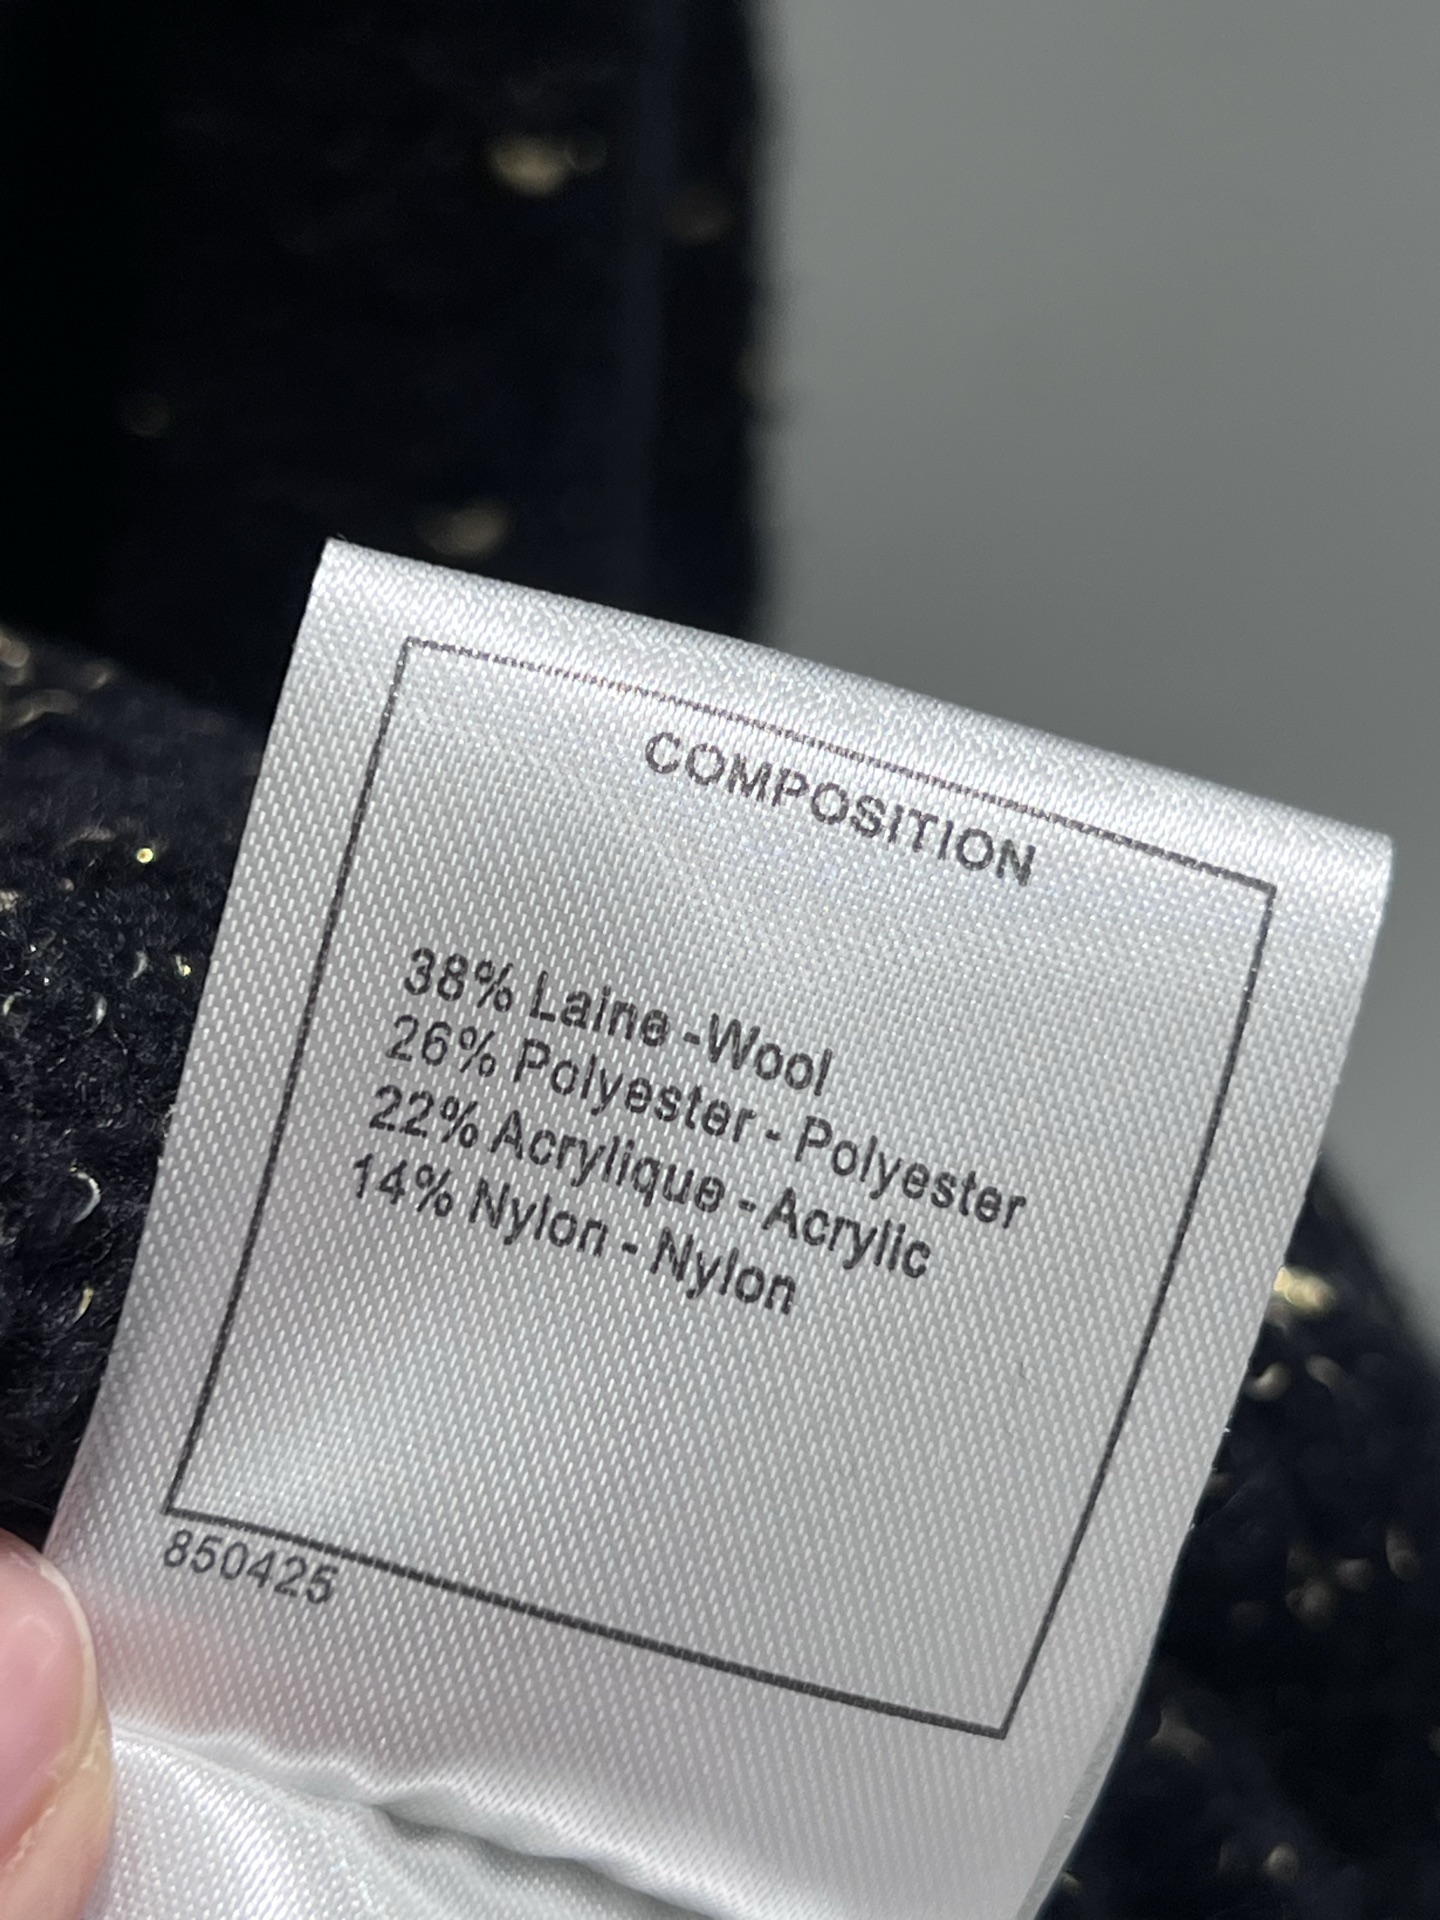 COMPOSITION
38% Laine -Wool
26% Polyester - Polyester
22% Acrylique - Acrylic
14% Nylon - Nylon
850425